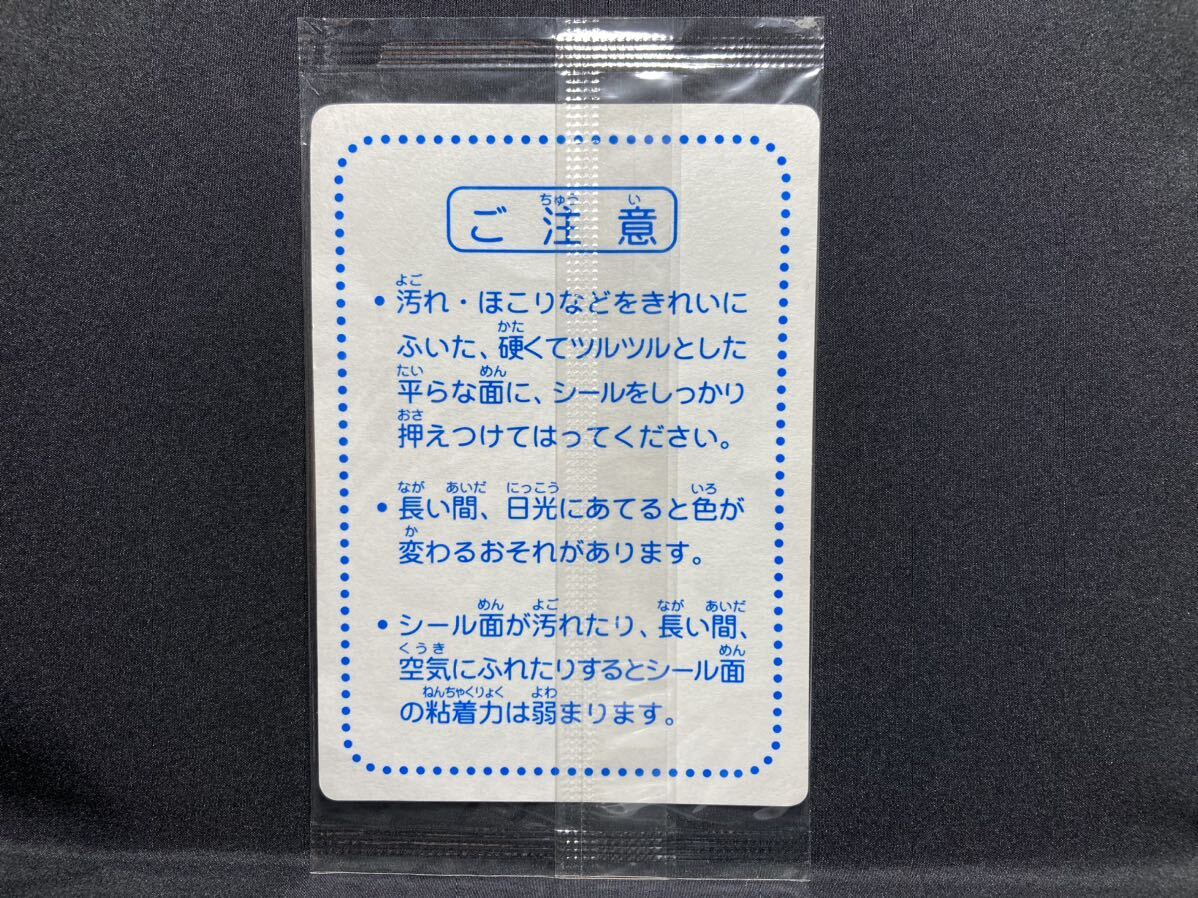 ご注意
• 汚れ・ほこりなどをきれいに
ふいた、硬くてツルツルとした
平らな面に、シールをしっかり
押えつけてはってください。
• 長い間、日光にあてると色が
変わるおそれがあります。
• シール面が汚れたり、長い間、
空気にふれたりするとシール面
の粘着力は弱まります。